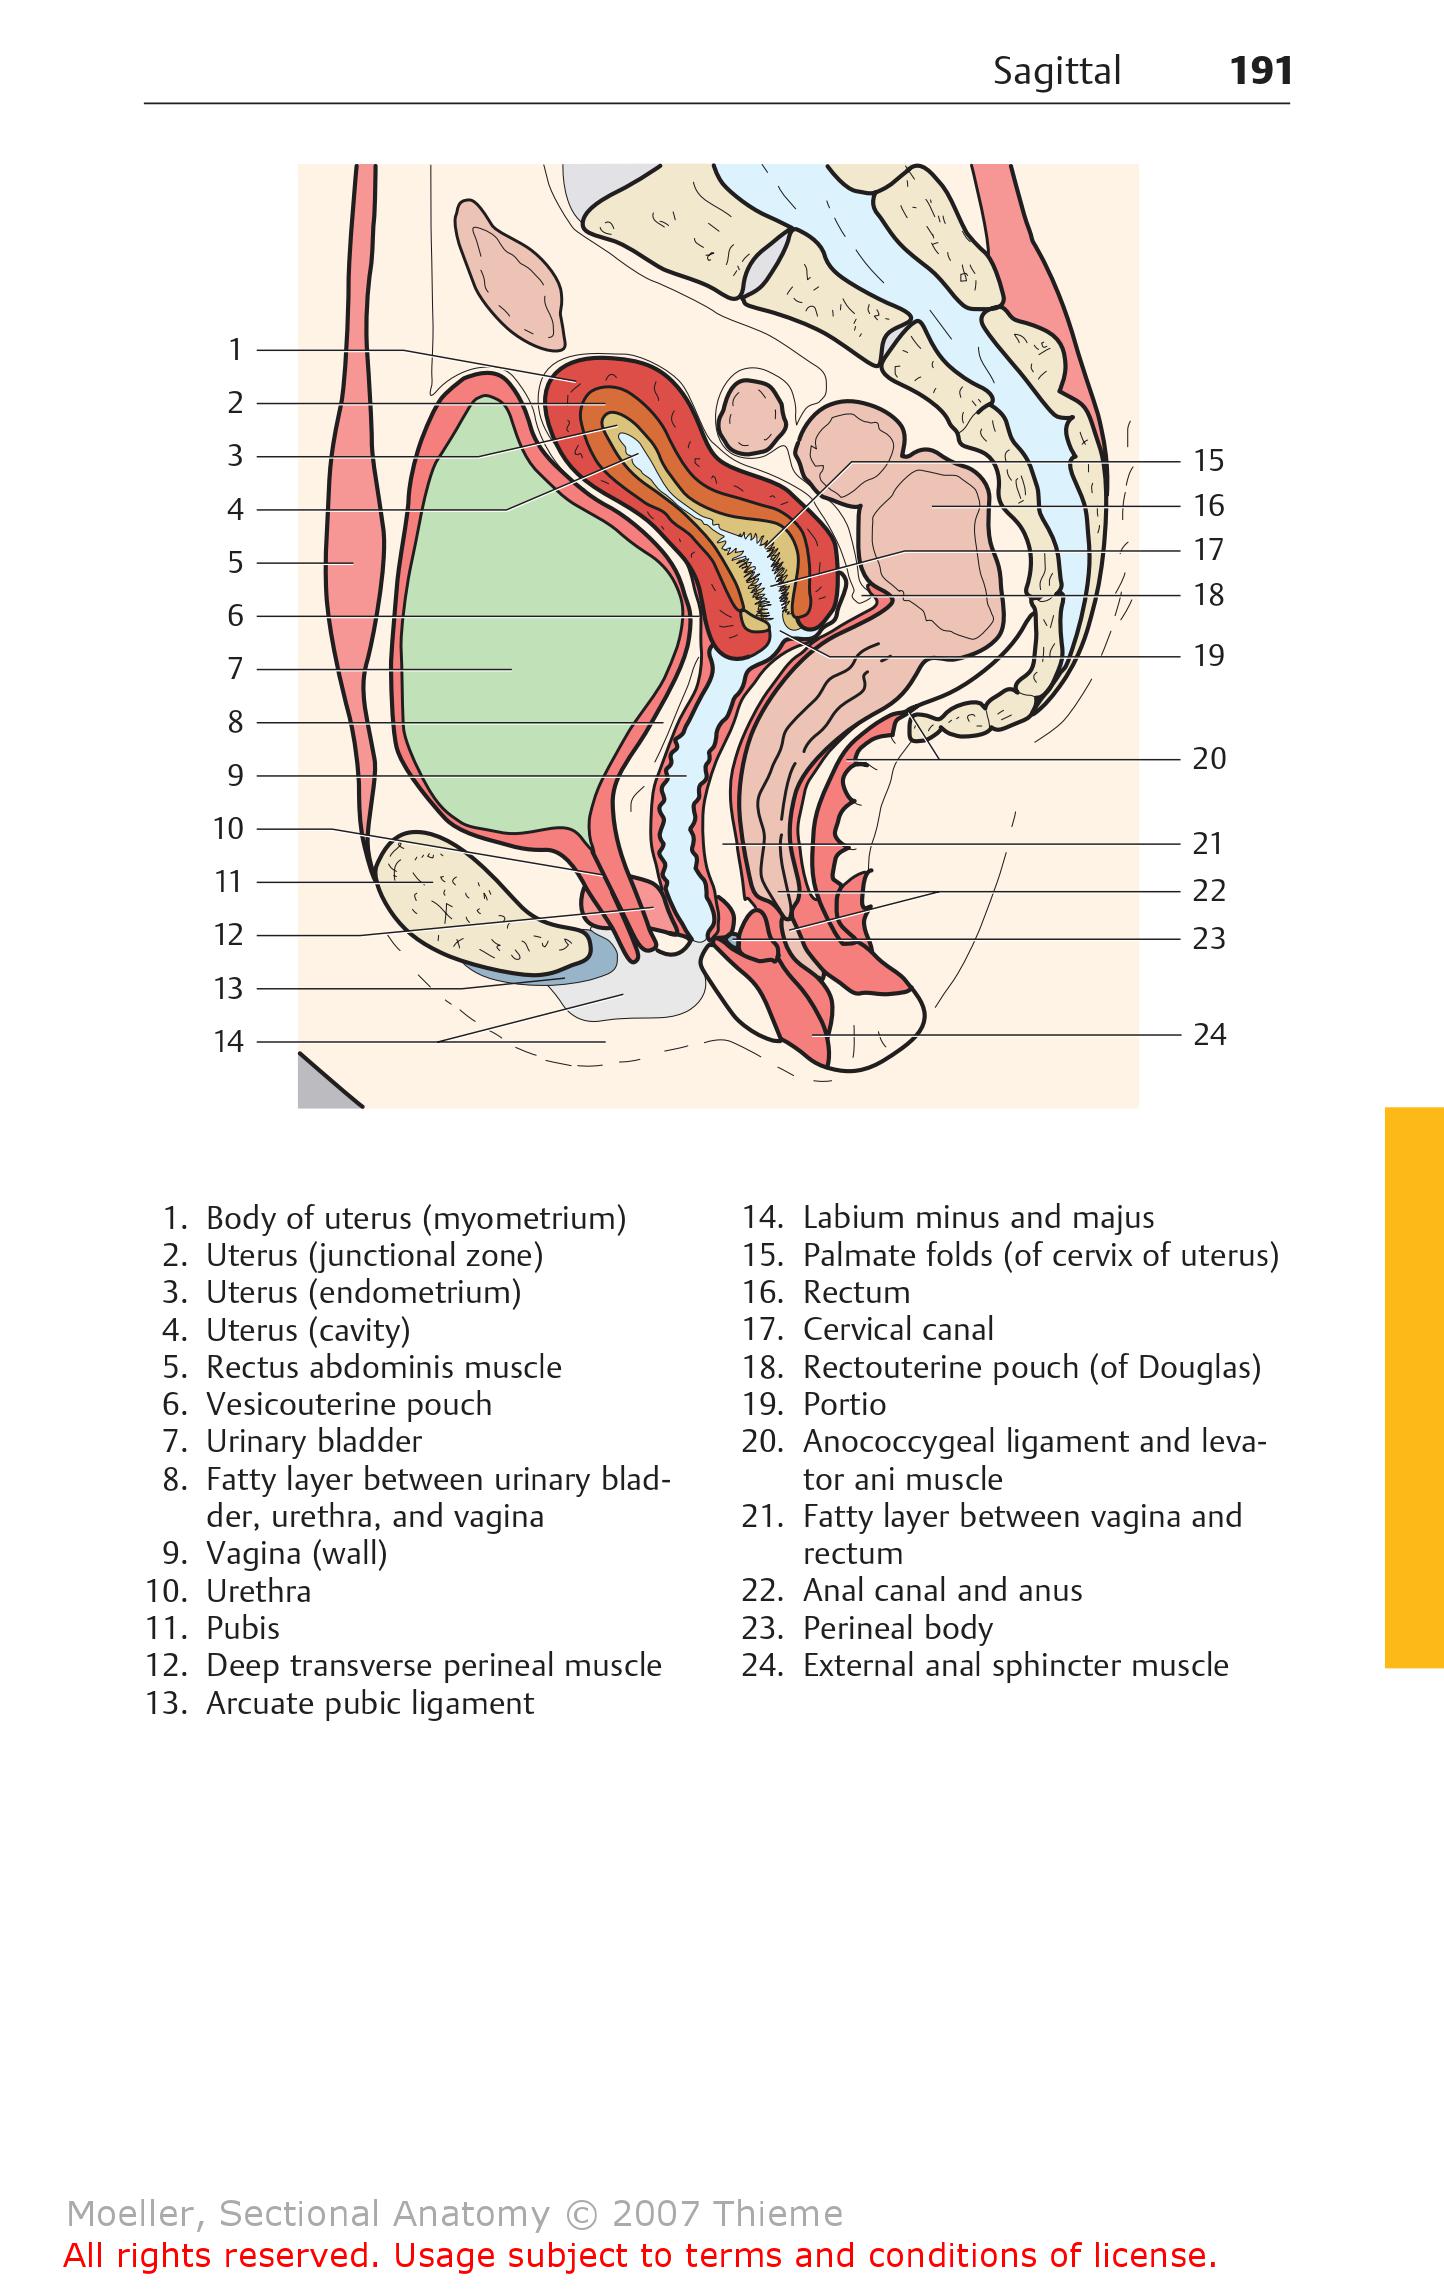 Sagittal 191
1
2
3
4
5
6
7
8
9
10
11
12
13
14
15
16
17
18
19
20
21
22
23
24
1. Body of uterus (myometrium)
2. Uterus (junctional zone)
3. Uterus (endometrium)
4. Uterus (cavity)
5. Rectus abdominis muscle
6. Vesicouterine pouch
7. Urinary bladder
8. Fatty layer between urinary blad-
der, urethra, and vagina
9. Vagina (wall)
10. Urethra
11. Pubis
12. Deep transverse perineal muscle
13. Arcuate pubic ligament
14. Labium minus and majus
15. Palmate folds (of cervix of uterus)
16. Rectum
17. Cervical canal
18. Rectouterine pouch (of Douglas)
19. Portio
20. Anococcygeal ligament and leva-
tor ani muscle
21. Fatty layer between vagina and
rectum
22. Anal canal and anus
23. Perineal body
24. External anal sphincter muscle
Moeller, Sectional Anatomy © 2007 Thieme
All rights reserved. Usage subject to terms and conditions of license.